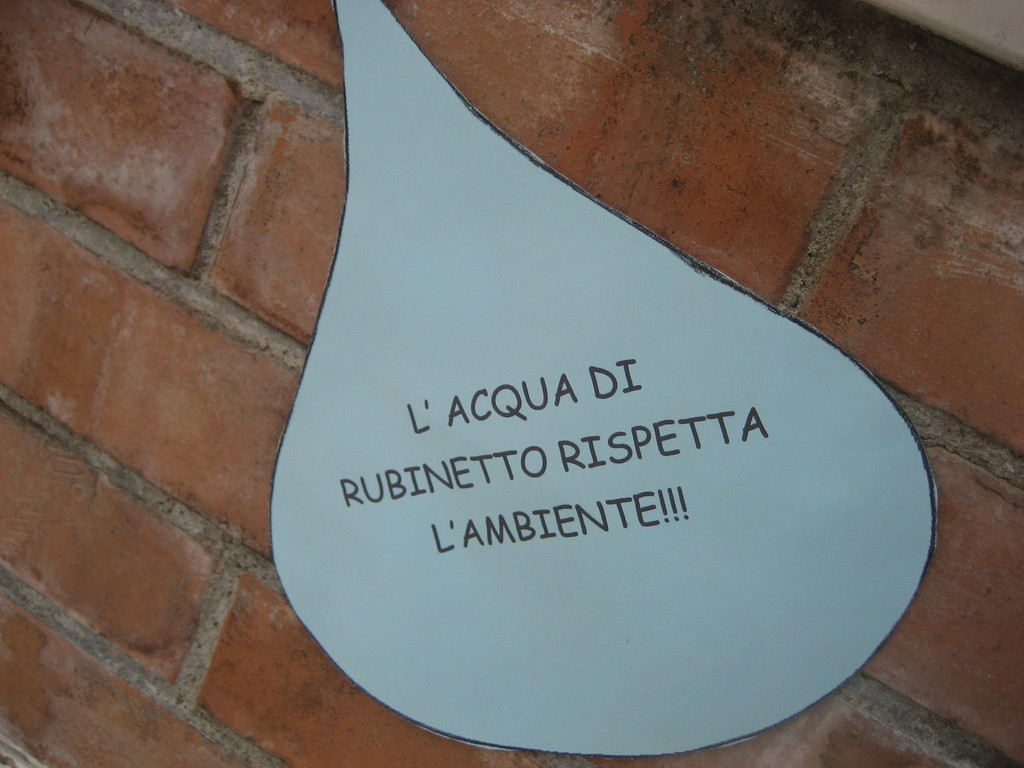 L' ACQUA DI
RUBINETTO RISPETTA
L'AMBIENTE!!!